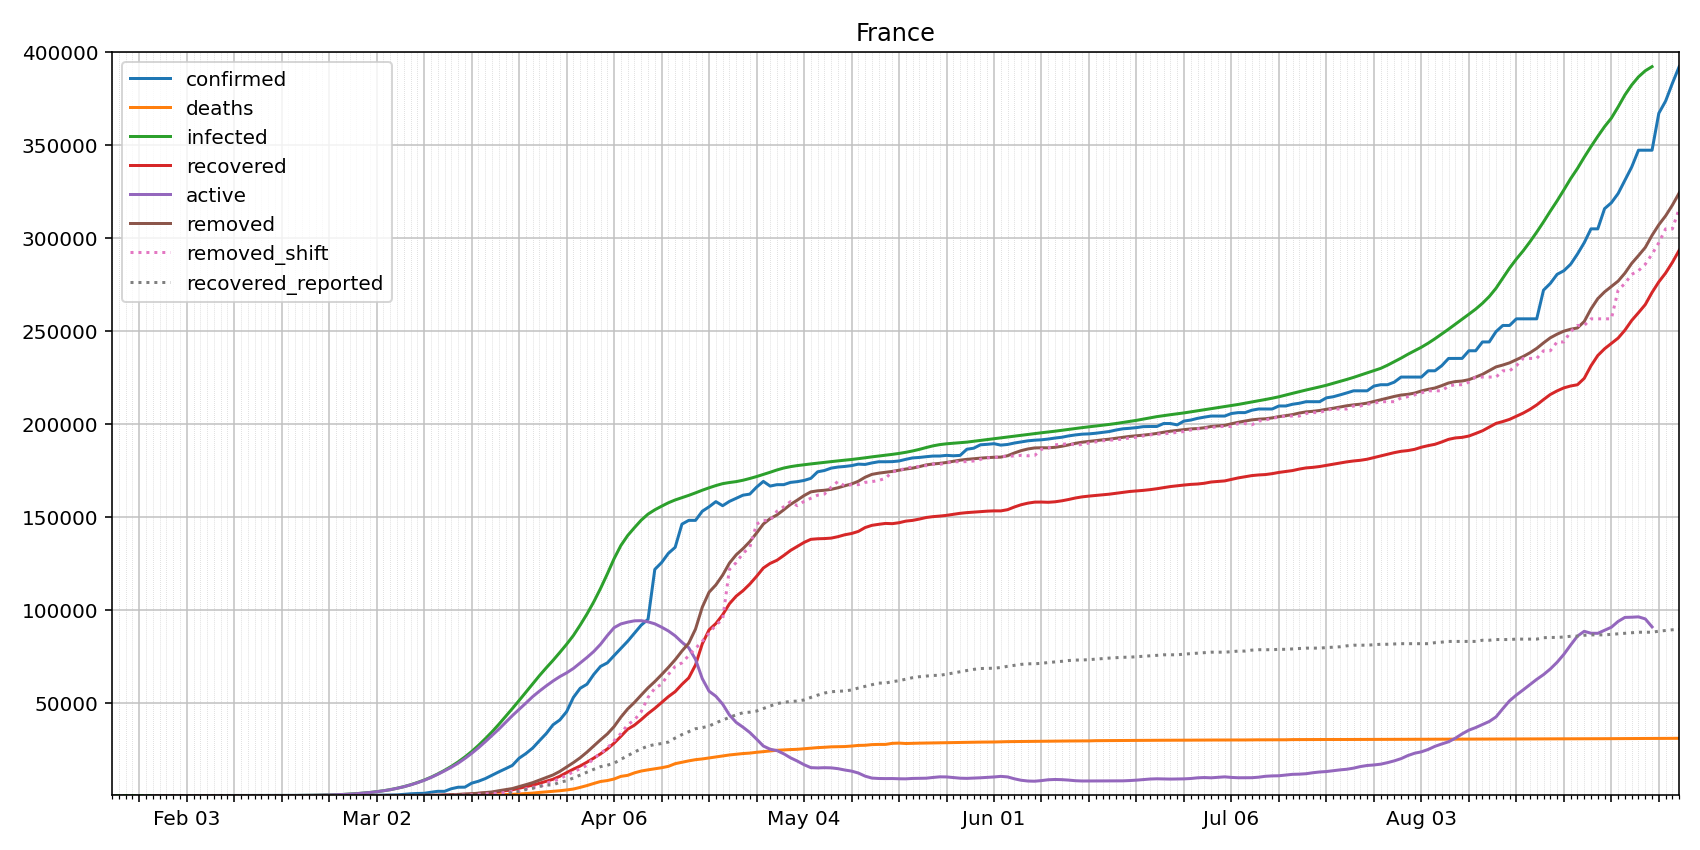 France
400000
350000
300000
250000
200000
150000
100000
50000
confirmed
deaths
infected
recovered
active
removed
removed_shift
recovered_reported
Feb 03
Mar 02
Apr 06
May 04
Jun 01
Jul 06
Aug 03